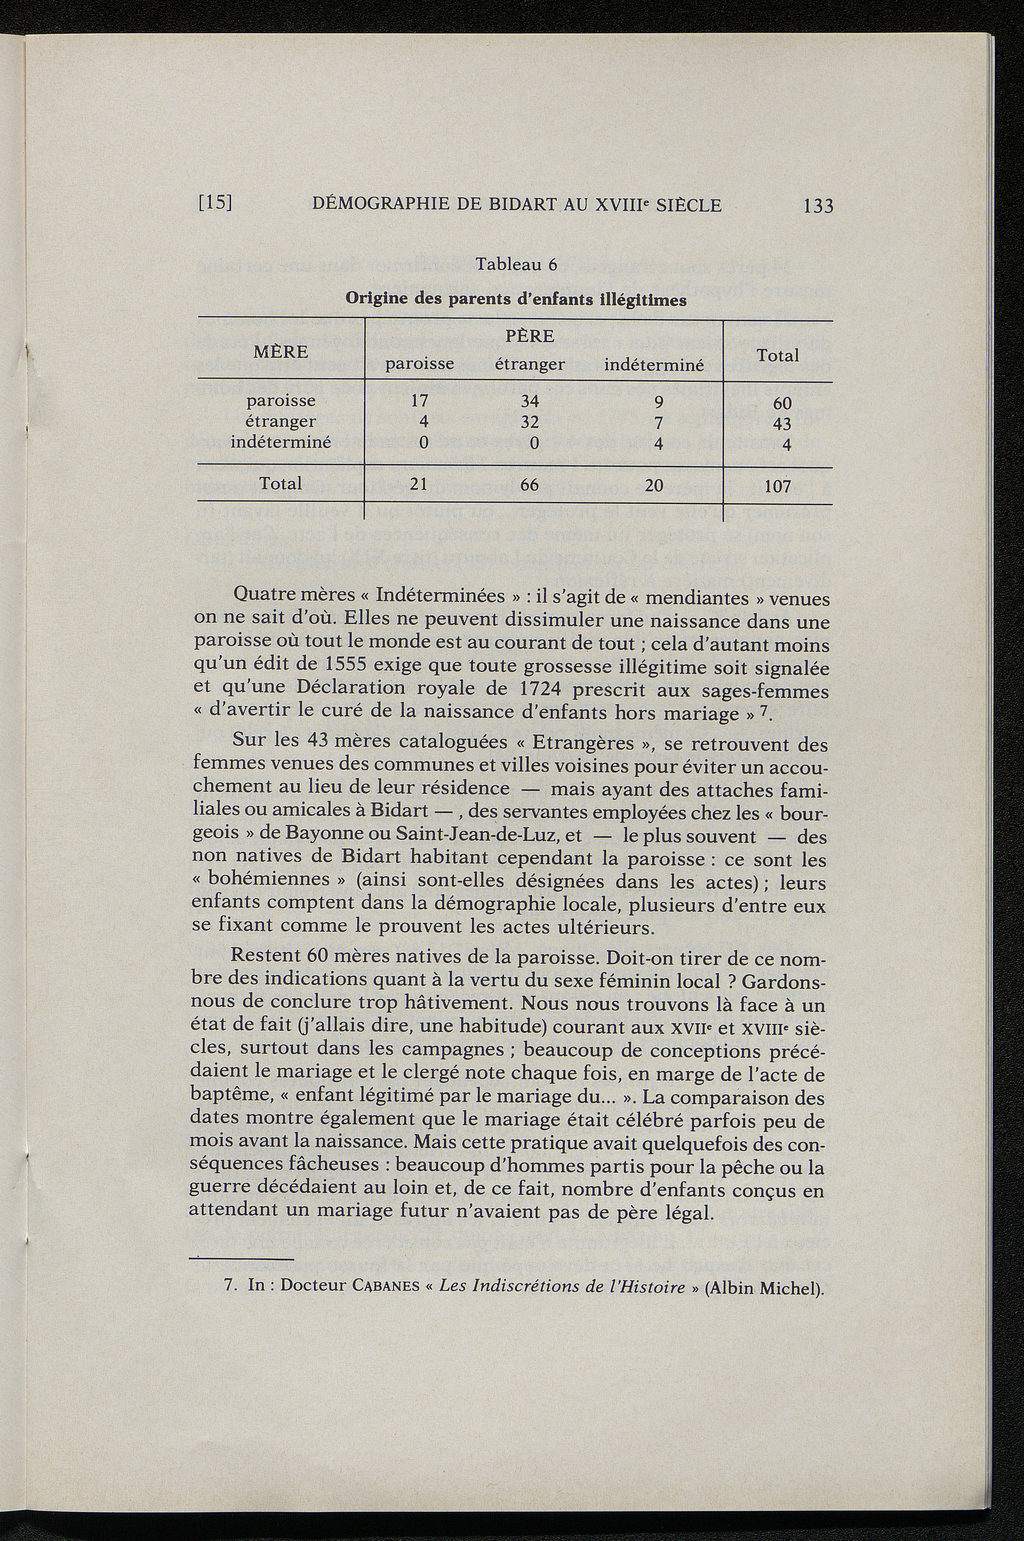 [15] DÉMOGRAPHIE DE BIDART AU XVIIIe SIÈCLE 133
Tableau 6
Origine des parents d'enfants illégitimes
MÈRE PÈRE Total
paroisse étranger indéterminé
paroisse 17 34 9 60
étranger 4 32 7 43
indéterminé 0 0 4 4
Total 21 66 20 107
Quatre mères « Indéterminées » : il s'agit de « mendiantes » venues
on ne sait d'où. Elles ne peuvent dissimuler une naissance dans une
paroisse où tout le monde est au courant de tout ; cela d'autant moins
qu'un édit de 1555 exige que toute grossesse illégitime soit signalée
et qu'une Déclaration royale de 1724 prescrit aux sages-femmes
« d'avertir le curé de la naissance d'enfants hors mariage » 7.
Sur les 43 mères cataloguées « Etrangères », se retrouvent des
femmes venues des communes et villes voisines pour éviter un accou-
chement au lieu de leur résidence — mais ayant des attaches fami-
liales ou amicales à Bidart — , des servantes employées chez les « bour-
geois » de Bayonne ou Saint-Jean-de-Luz, et — le plus souvent — des
non natives de Bidart habitant cependant la paroisse : ce sont les
« bohémiennes » (ainsi sont-elles désignées dans les actes) ; leurs
enfants comptent dans la démographie locale, plusieurs d'entre eux
se fixant comme le prouvent les actes ultérieurs.
Restent 60 mères natives de la paroisse. Doit-on tirer de ce nom-
bre des indications quant à la vertu du sexe féminin local ? Gardons-
nous de conclure trop hâtivement. Nous nous trouvons là face à un
état de fait (j'allais dire, une habitude) courant aux XVIIe et XVIIIe siè-
cles, surtout dans les campagnes ; beaucoup de conceptions précé-
daient le mariage et le clergé note chaque fois, en marge de l'acte de
baptême, « enfant légitimé par le mariage du... ». La comparaison des
dates montre également que le mariage était célébré parfois peu de
mois avant la naissance. Mais cette pratique avait quelquefois des con-
séquences fâcheuses : beaucoup d'hommes partis pour la pêche ou la
guerre décédaient au loin et, de ce fait, nombre d'enfants conçus en
attendant un mariage futur n'avaient pas de père légal.
7. In : Docteur CABANES « Les Indiscrétions de l'Histoire » (Albin Michel).